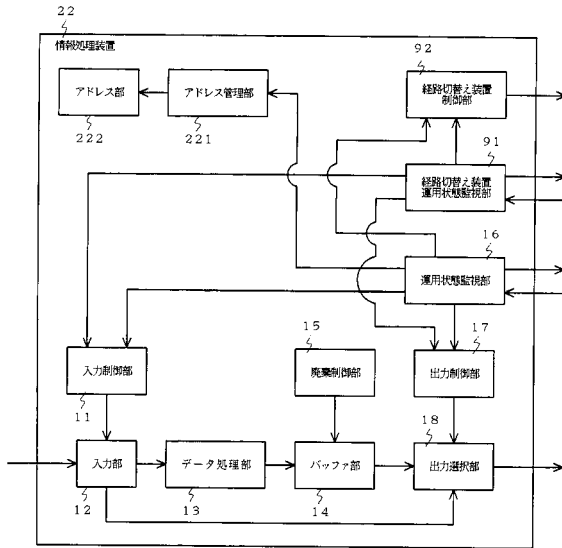 22
情報処理装置
アドレス部
222
アドレス管理部
221
92
経路切替え装置
制御部
91
経路切替え装置
運用状態監視部
16
運用状態監視部
15
廃棄制御部
17
出力制御部
入力制御部
11
18
入力部
12
データ処理部
13
バッファ部
14
出力選択部